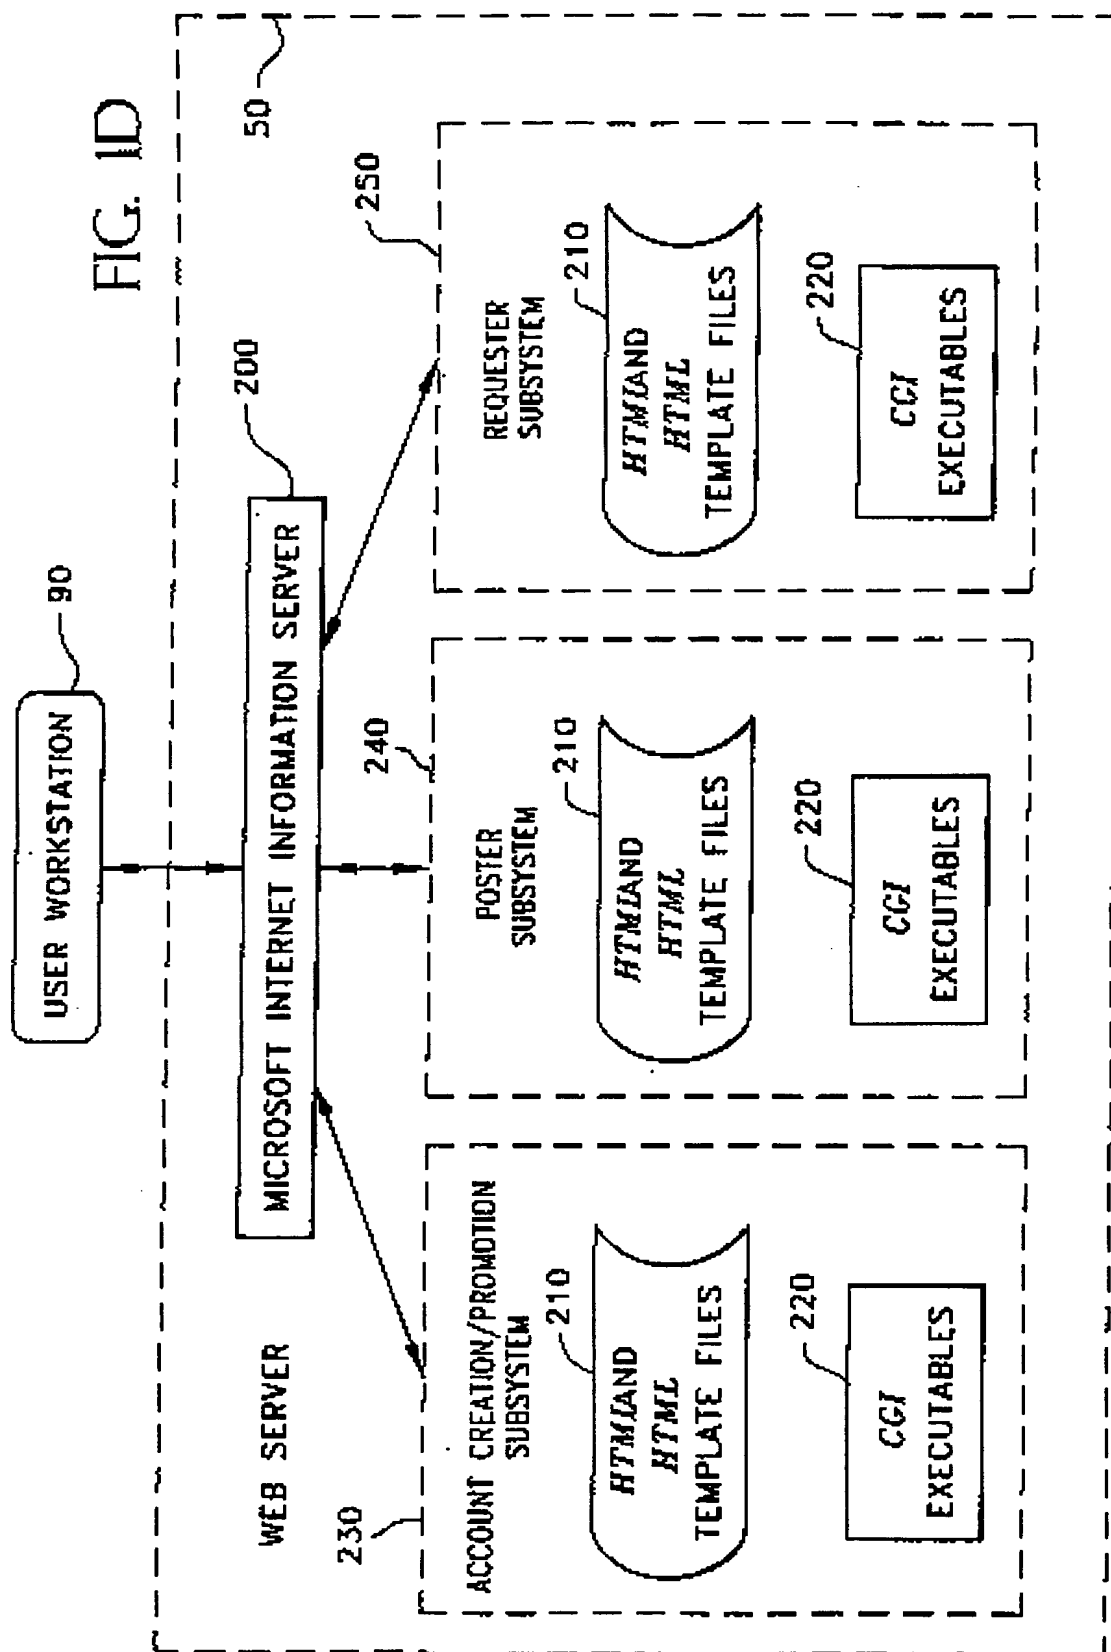 FIG. 1D
USER WORKSTATION
90
50
WEB SERVER
200
MICROSOFT INTERNET INFORMATION SERVER
230
ACCOUNT CREATION/PROMOTION
SUBSYSTEM
210
HTMLAND
HTML
TEMPLATE FILES
220
CGI
EXECUTABLES
240
POSTER
SUBSYSTEM
210
HTMLAND
HTML
TEMPLATE FILES
220
CGI
EXECUTABLES
250
REQUESTER
SUBSYSTEM
210
HTMLAND
HTML
TEMPLATE FILES
220
CGI
EXECUTABLES